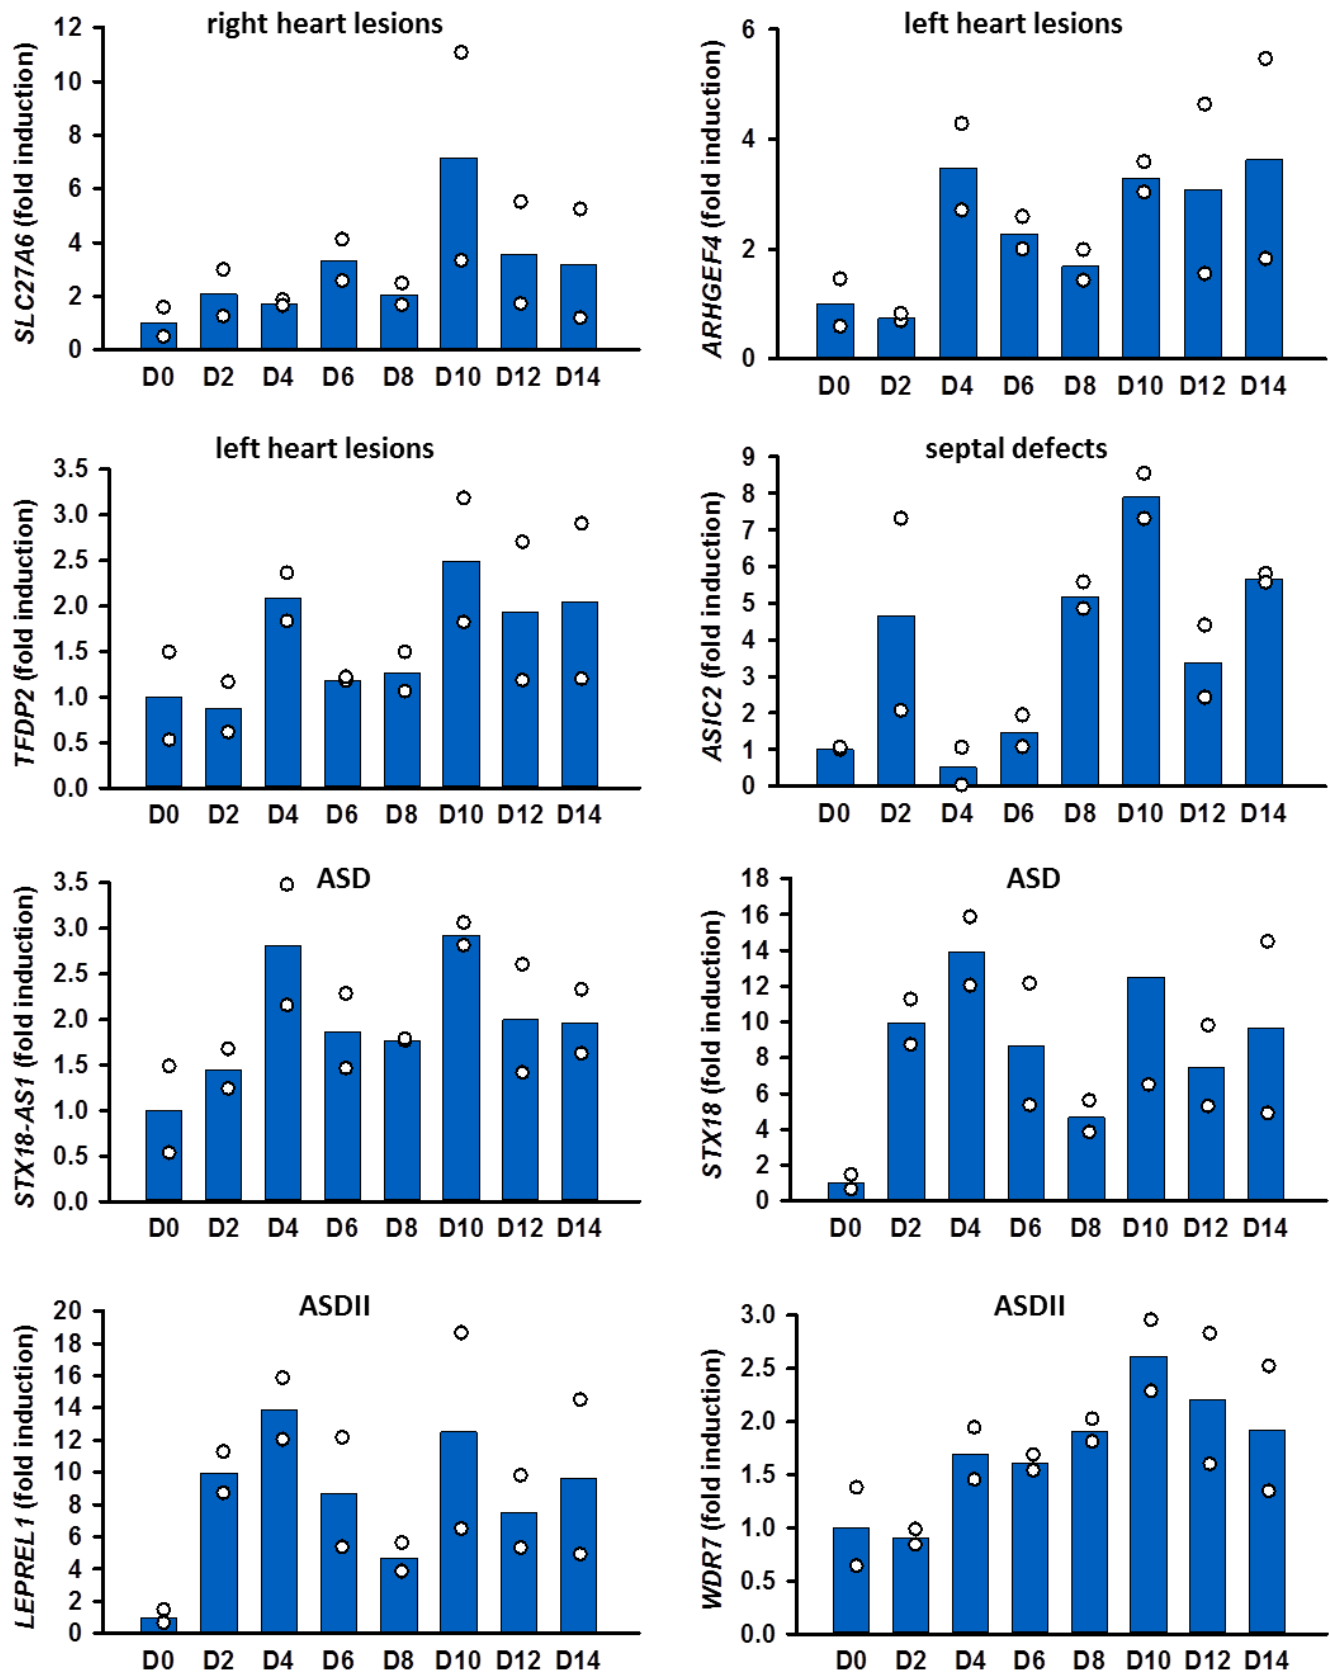 right heart lesions
SLC27A6 (fold induction)
12
10
8
6
4
2
0
D0 D2 D4 D6 D8 D10 D12 D14
left heart lesions
ARHGEF4 (fold induction)
6
4
2
0
D0 D2 D4 D6 D8 D10 D12 D14
left heart lesions
TFDP2 (fold induction)
3.5
3.0
2.5
2.0
1.5
1.0
0.5
0.0
D0 D2 D4 D6 D8 D10 D12 D14
septal defects
ASIC2 (fold induction)
9
8
7
6
5
4
3
2
1
0
D0 D2 D4 D6 D8 D10 D12 D14
ASD
STX18-AS1 (fold induction)
3.5
3.0
2.5
2.0
1.5
1.0
0.5
0.0
D0 D2 D4 D6 D8 D10 D12 D14
ASD
STX18 (fold induction)
18
16
14
12
10
8
6
4
2
0
D0 D2 D4 D6 D8 D10 D12 D14
ASDII
LEPREL1 (fold induction)
20
18
16
14
12
10
8
6
4
2
0
D0 D2 D4 D6 D8 D10 D12 D14
ASDII
WDR7 (fold induction)
3.0
2.5
2.0
1.5
1.0
0.5
0.0
D0 D2 D4 D6 D8 D10 D12 D14